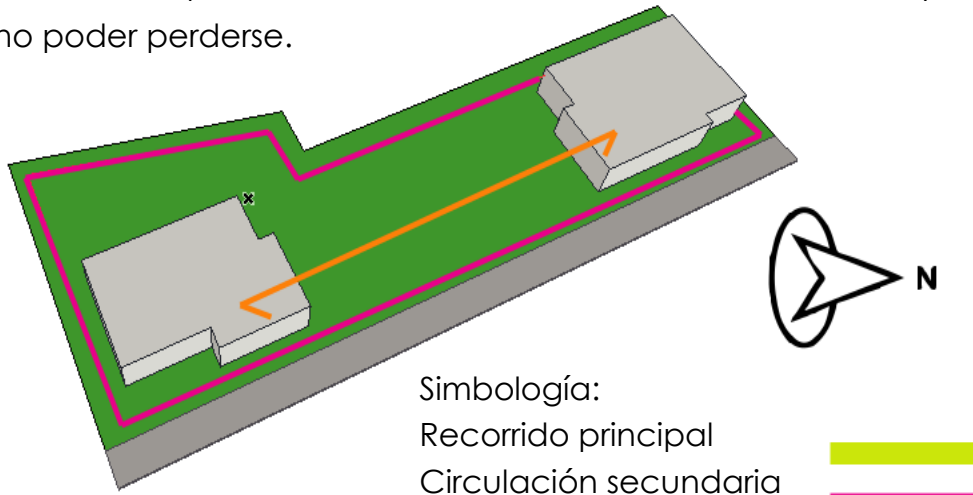 no poder perderse.
N
Simbología:
Recorrido principal
Circulación secundaria